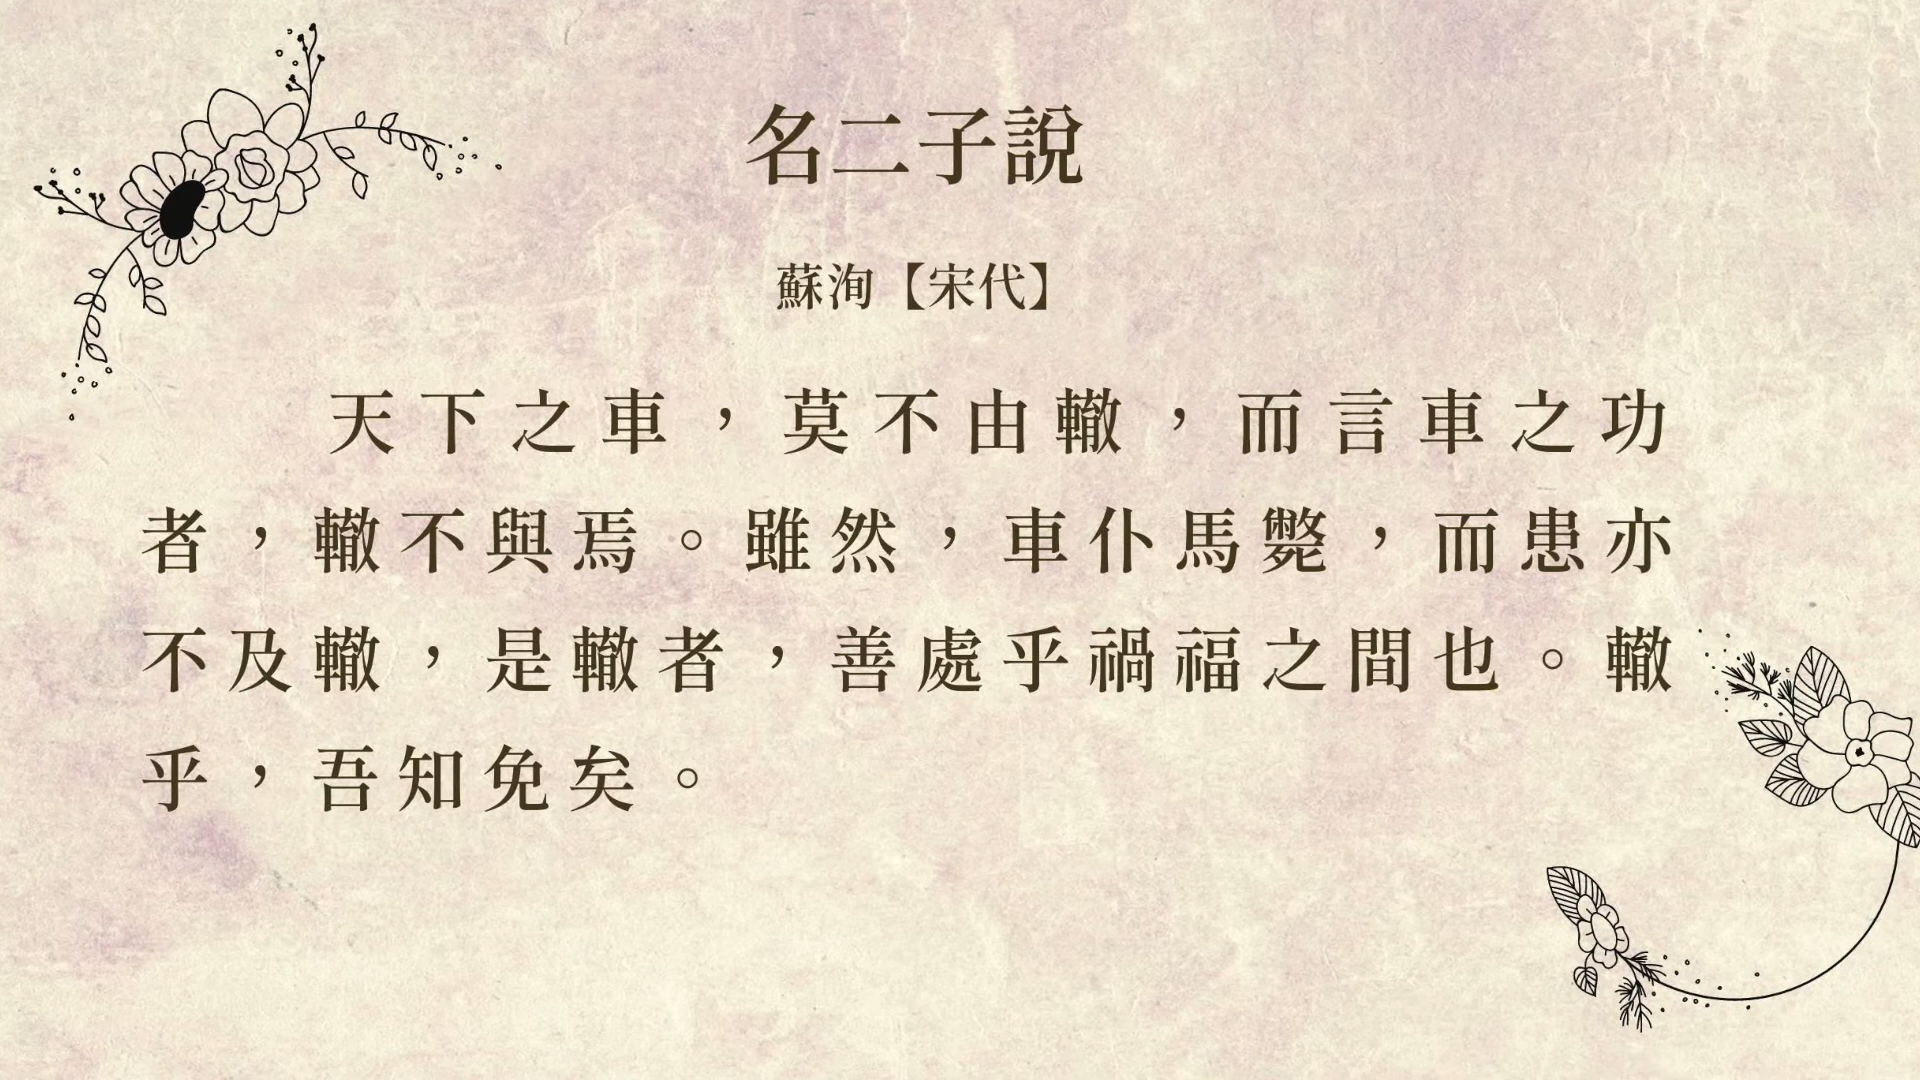 名二子說
蘇洵【宋代】
天下之車，莫不由轍，而言車之功
者，轍不與焉。雖然，車仆馬斃，而患亦
不及轍，是轍者，善處乎禍福之間也。轍
乎，吾知免矣。